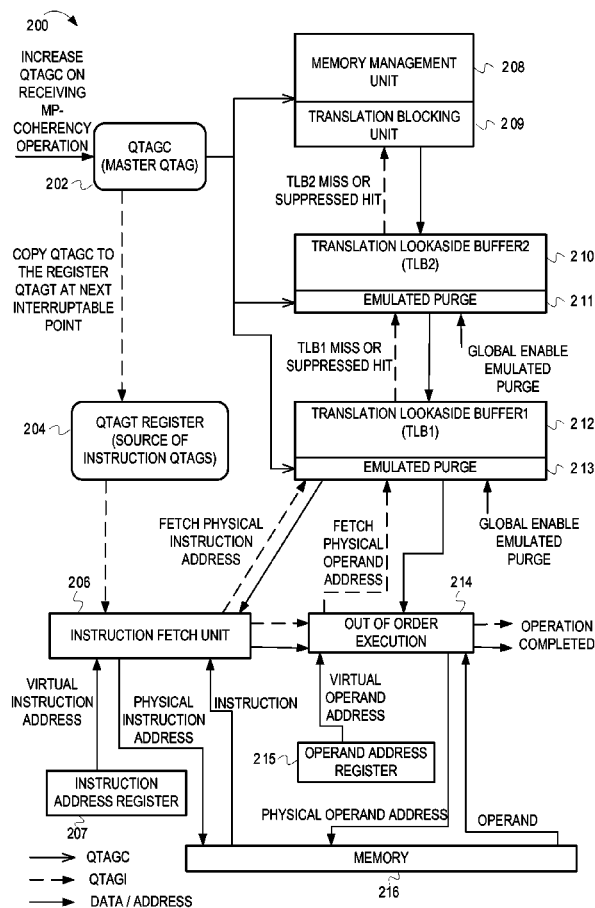 200
INCREASE
QTAGC ON
RECEIVING
MP-
COHERENCY
OPERATION
QTAGC
(MASTER QTAG)
202
MEMORY MANAGEMENT
UNIT
208
TRANSLATION BLOCKING
UNIT
209
TLB2 MISS OR
SUPPRESSED HIT
COPY QTAGC TO
THE REGISTER
QTAGT AT NEXT
INTERRUPTABLE
POINT
TRANSLATION LOOKASIDE BUFFER2
(TLB2)
210
EMULATED PURGE
211
TLB1 MISS OR
SUPPRESSED HIT
GLOBAL ENABLE
EMULATED
PURGE
204
QTAGT REGISTER
(SOURCE OF
INSTRUCTION QTAGS)
TRANSLATION LOOKASIDE BUFFER1
(TLB1)
212
EMULATED PURGE
213
FETCH PHYSICAL
INSTRUCTION
ADDRESS
FETCH
PHYSICAL
OPERAND
ADDRESS
GLOBAL ENABLE
EMULATED
PURGE
206
INSTRUCTION FETCH UNIT
214
OUT OF ORDER
EXECUTION
OPERATION
COMPLETED
VIRTUAL
INSTRUCTION
ADDRESS
PHYSICAL
INSTRUCTION
ADDRESS
INSTRUCTION
VIRTUAL
OPERAND
ADDRESS
215
OPERAND ADDRESS
REGISTER
INSTRUCTION
ADDRESS REGISTER
207
PHYSICAL OPERAND ADDRESS
OPERAND
MEMORY
216
QTAGC
QTAGI
DATA / ADDRESS